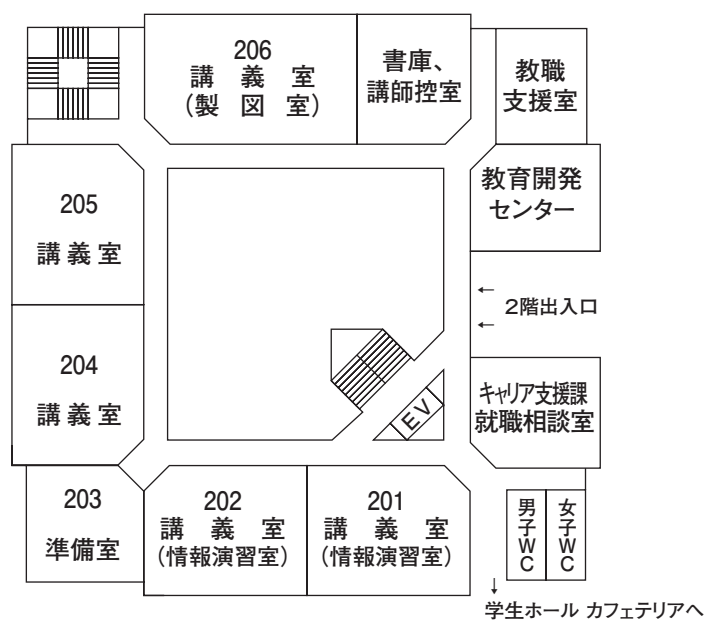 206
講義室
(製図室)
書庫、
講師控室
教職
支援室
205
講義室
教育開発
センター
← 2階出入口
←
204
講義室
EV
キャリア支援課
就職相談室
203
準備室
202
講義室
(情報演習室)
201
講義室
(情報演習室)
男子WC
女子WC
↓
学生ホール カフェテリアへ